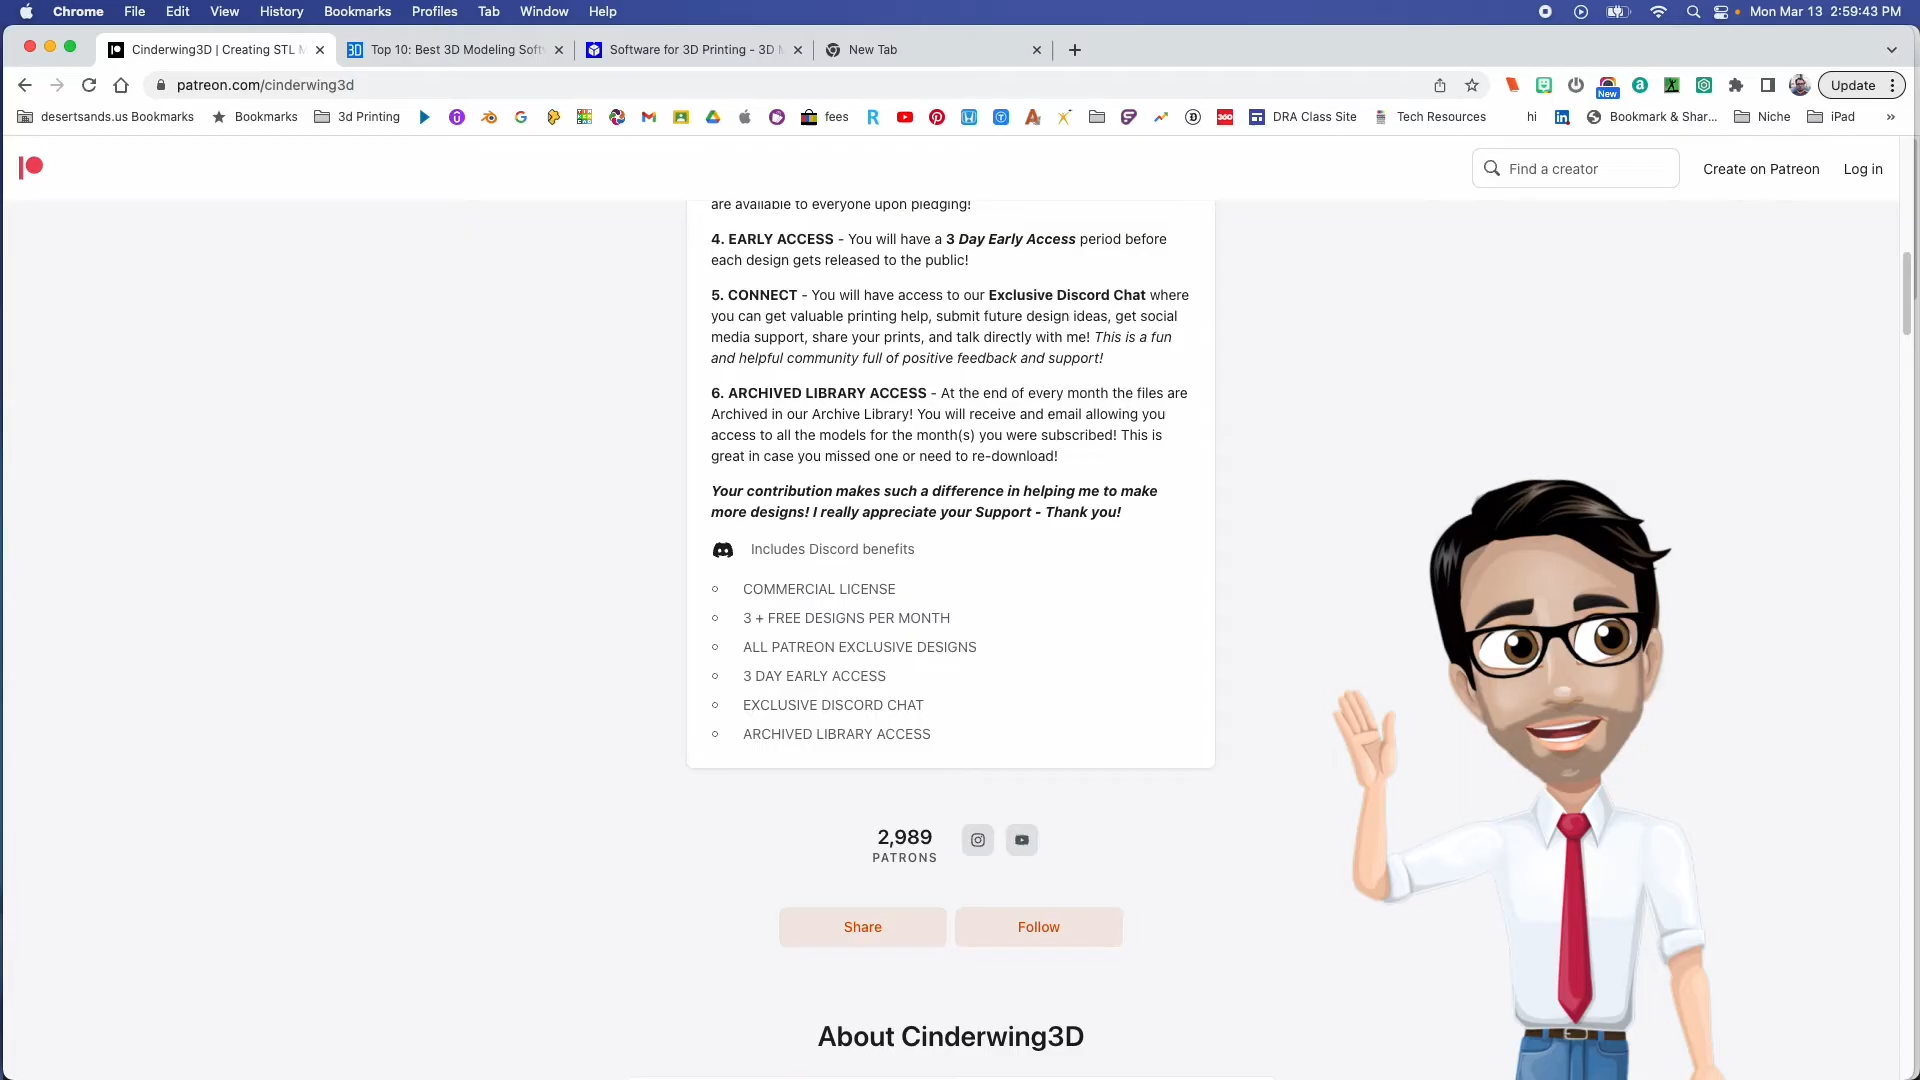 Chrome File Edit View History Bookmarks Profiles Tab Window Help Mon Mar 13 2:59:43 PM
Cinderwing3D | Creating STL M Top 10: Best 3D Modeling Soft Software for 3D Printing - 3D M New Tab
patreon.com/cinderwing3d New Update
desertsands.us Bookmarks Bookmarks 3d Printing fees DRA Class Site Tech Resources hi Bookmark & Shar... Niche iPad »
Find a creator Create on Patreon Log in
are available to everyone upon pledging!
4. EARLY ACCESS - You will have a 3 Day Early Access period before
each design gets released to the public!
5. CONNECT - You will have access to our Exclusive Discord Chat where
you can get valuable printing help, submit future design ideas, get social
media support, share your prints, and talk directly with me! This is a fun
and helpful community full of positive feedback and support!
6. ARCHIVED LIBRARY ACCESS - At the end of every month the files are
Archived in our Archive Library! You will receive and email allowing you
access to all the models for the month(s) you were subscribed! This is
great in case you missed one or need to re-download!
Your contribution makes such a difference in helping me to make
more designs! I really appreciate your Support - Thank you!
Includes Discord benefits
COMMERCIAL LICENSE
3 + FREE DESIGNS PER MONTH
ALL PATREON EXCLUSIVE DESIGNS
3 DAY EARLY ACCESS
EXCLUSIVE DISCORD CHAT
ARCHIVED LIBRARY ACCESS
2,989
PATRONS
Share Follow
About Cinderwing3D